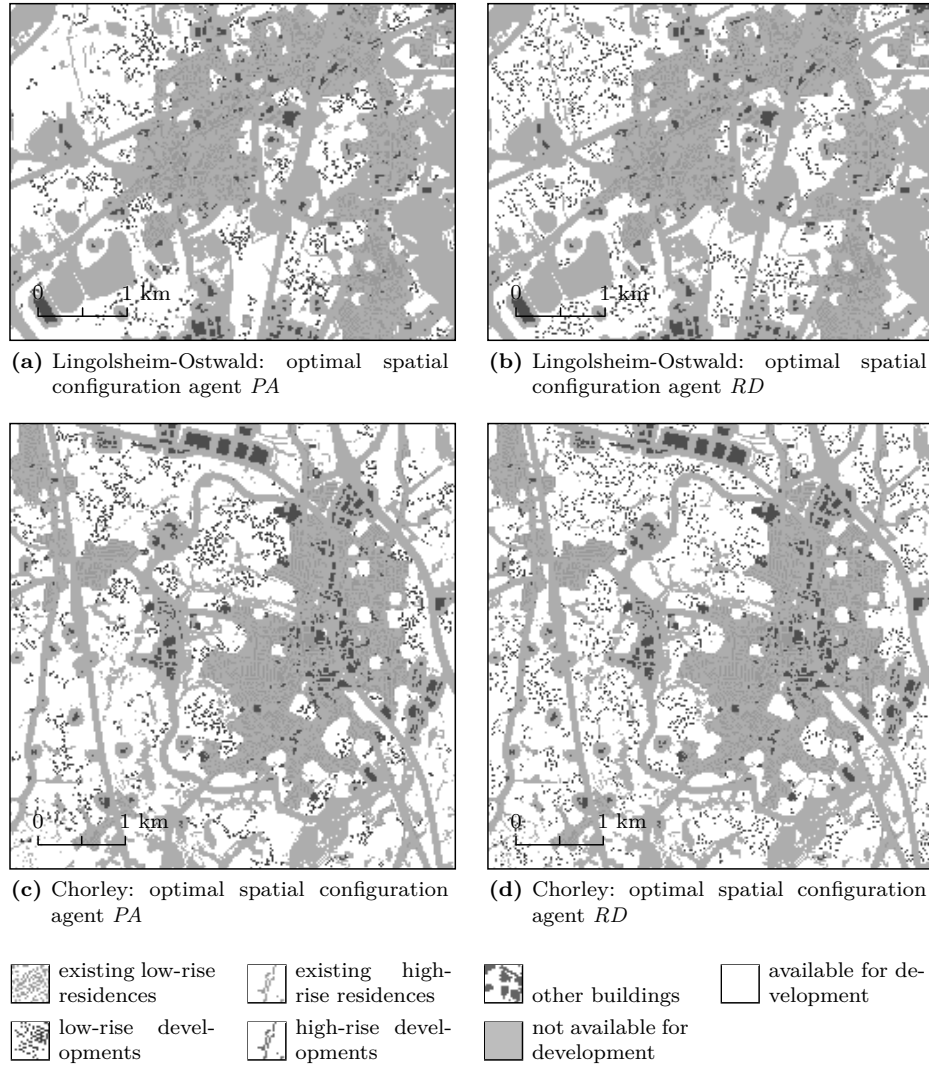 0 1 km
0 1 km
(a) Lingolsheim-Ostwald: optimal spatial
configuration agent PA
(b) Lingolsheim-Ostwald: optimal spatial
configuration agent RD
0 1 km
0 1 km
(c) Chorley: optimal spatial configuration
agent PA
(d) Chorley: optimal spatial configuration
agent RD
existing low-rise
residences
existing high-
rise residences
other buildings
available for de-
velopment
low-rise devel-
opments
high-rise devel-
opments
not available for
development